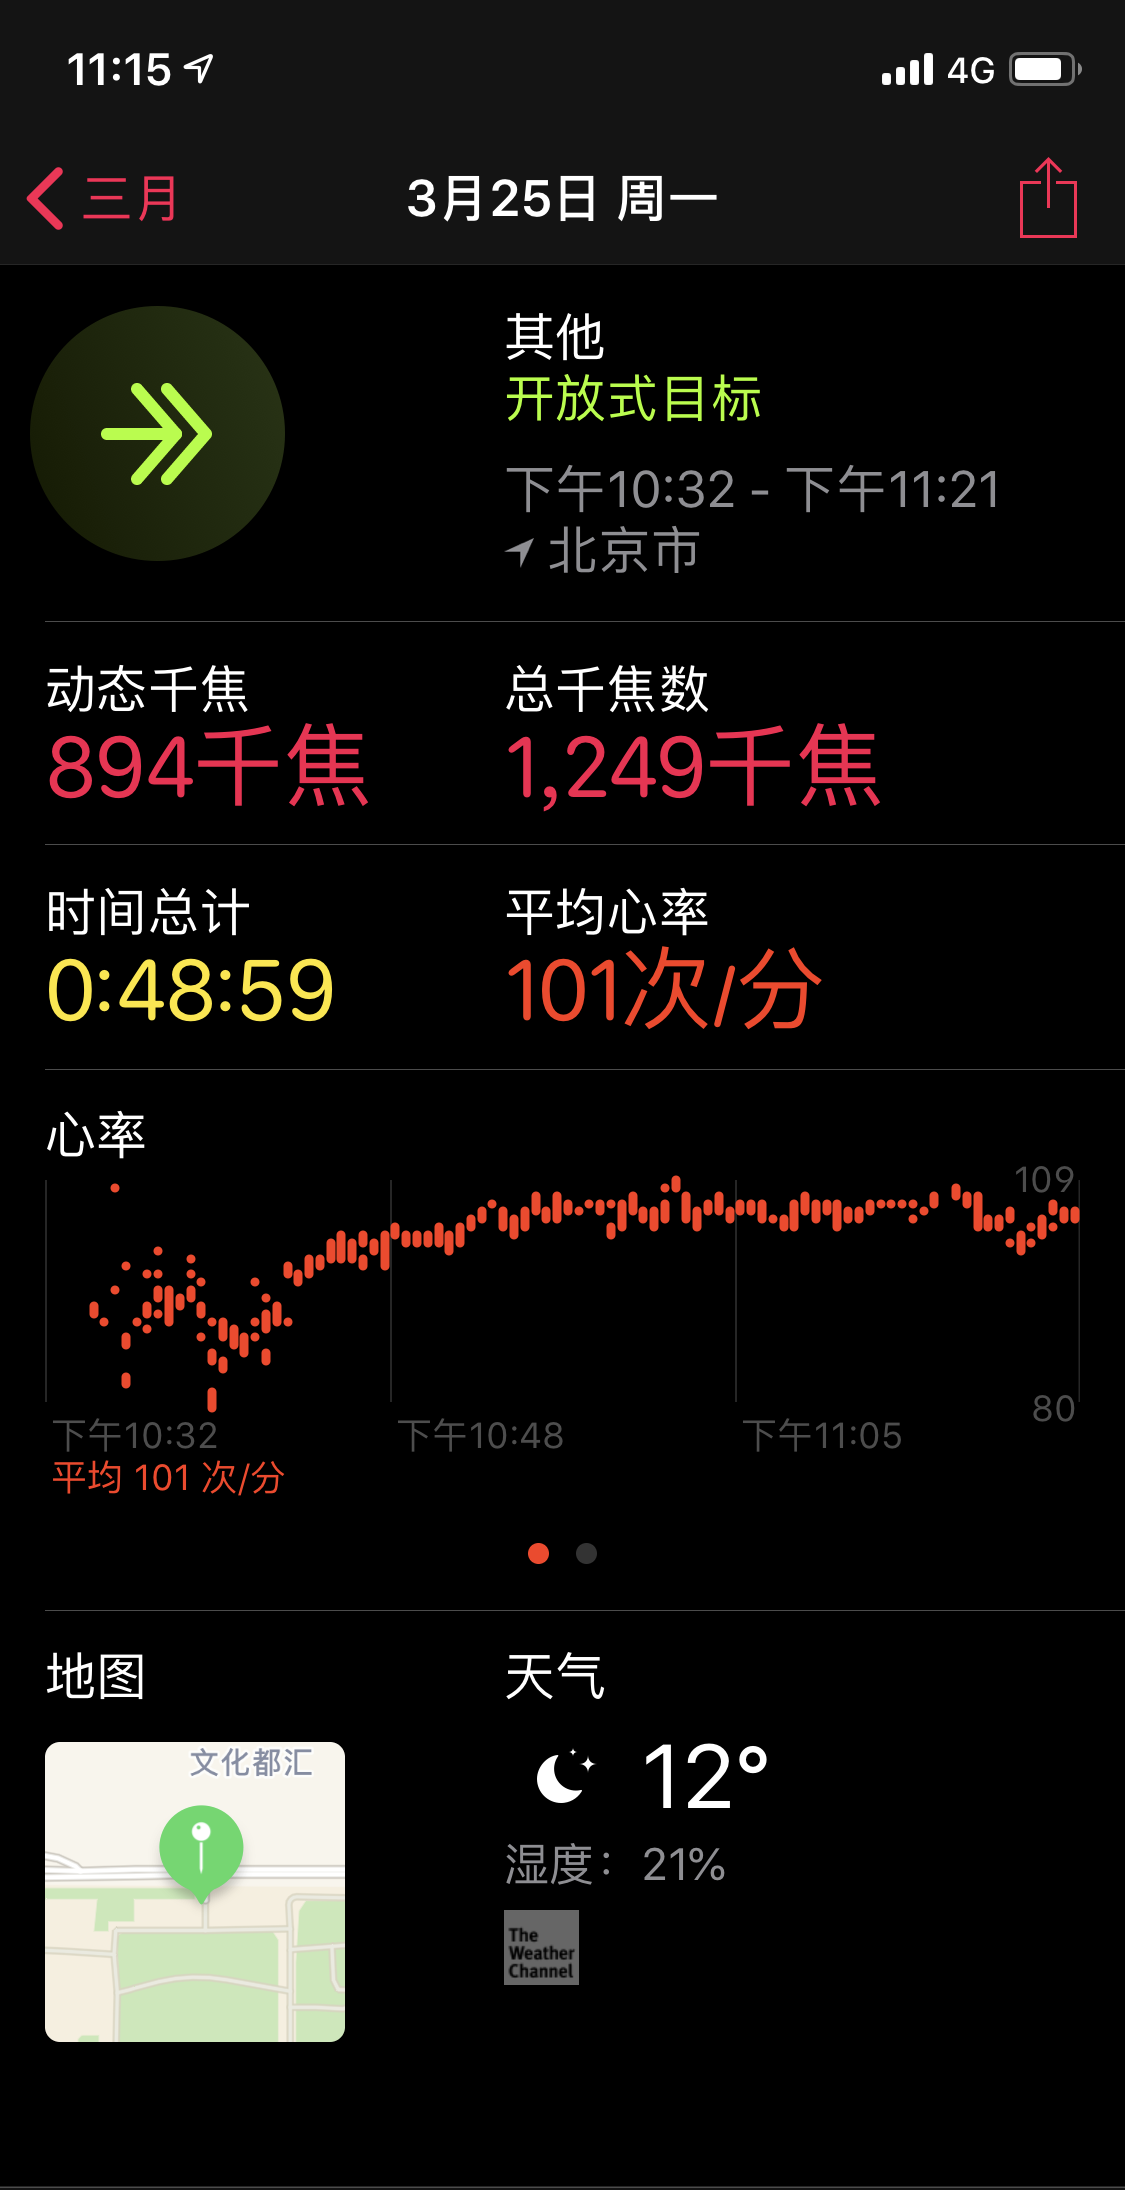 11:15
4G
三月
3月25日 周一
其他
开放式目标
下午10:32 - 下午11:21
北京市
动态千焦
总千焦数
894千焦
1,249千焦
时间总计
平均心率
0:48:59
101次/分
心率
109
80
下午10:32
下午10:48
下午11:05
平均 101 次/分
地图
天气
文化都汇
12°
湿度：21%
The
Weather
Channel